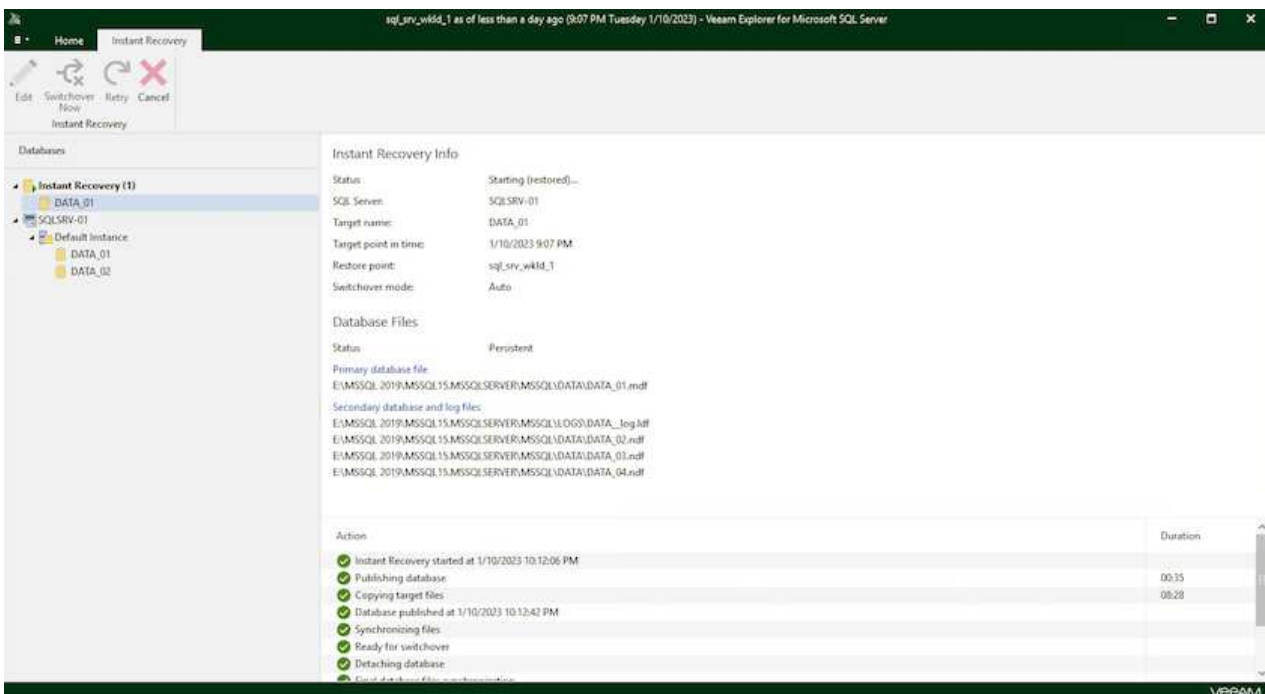 sql_srv_wkld_1 as of less than a day ago (9:07 PM Tuesday 1/10/2023) - Veeam Explorer for Microsoft SQL Server
Home Instant Recovery
Edit Switchover Now Retry Cancel
Instant Recovery
Databases
Instant Recovery (1)
DATA_01
SQLSRV-01
Default Instance
DATA_01
DATA_02
Instant Recovery Info
Status Starting (restored)...
SQL Server: SQLSRV-01
Target name: DATA_01
Target point in time: 1/10/2023 9:07 PM
Restore point: sql_srv_wkld_1
Switchover mode: Auto
Database Files
Status Persistent
Primary database file
E:\MSSQL 2019\MSSQL15.MSSQLSERVER\MSSQL\DATA\DATA_01.mdf
Secondary database and log files
E:\MSSQL 2019\MSSQL15.MSSQLSERVER\MSSQL\LOGS\DATA__log.ldf
E:\MSSQL 2019\MSSQL15.MSSQLSERVER\MSSQL\DATA\DATA_02.ndf
E:\MSSQL 2019\MSSQL15.MSSQLSERVER\MSSQL\DATA\DATA_03.ndf
E:\MSSQL 2019\MSSQL15.MSSQLSERVER\MSSQL\DATA\DATA_04.ndf
Action Duration
Instant Recovery started at 1/10/2023 10:12:06 PM
Publishing database 00:35
Copying target files 08:28
Database published at 1/10/2023 10:12:42 PM
Synchronizing files
Ready for switchover
Detaching database
Final database files synchronization
VEEAM